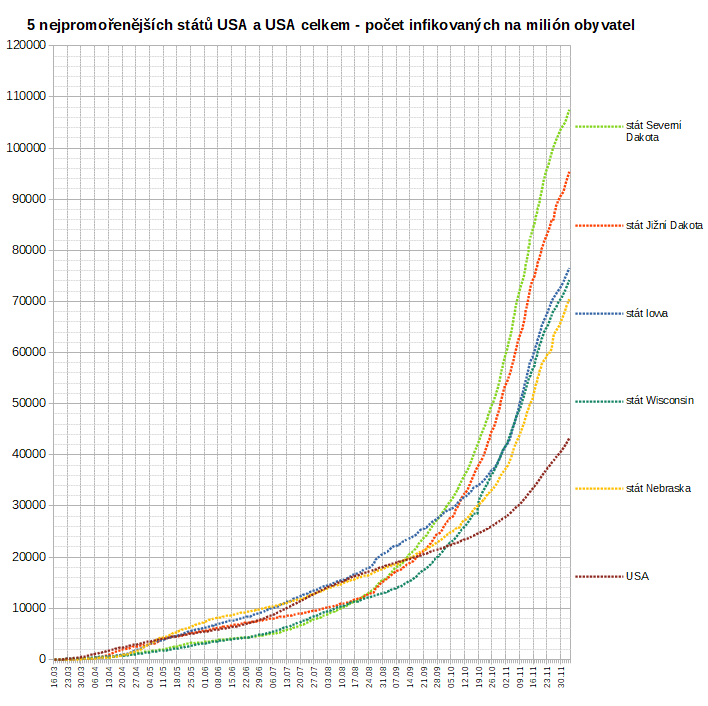 5 nejpromořenějších států USA a USA celkem - počet infikovaných na milión obyvatel
120000
110000
100000
90000
80000
70000
60000
50000
40000
30000
20000
10000
0
stát Severní
Dakota
stát Jižní Dakota
stát Iowa
stát Wisconsin
stát Nebraska
USA
16.03 23.03 30.03 06.04 13.04 20.04 27.04 04.05 11.05 18.05 25.05 01.06 08.06 15.06 22.06 29.06 06.07 13.07 20.07 27.07 03.08 10.08 17.08 24.08 31.08 07.09 14.09 21.09 28.09 05.10 12.10 19.10 26.10 02.11 09.11 16.11 23.11 30.11